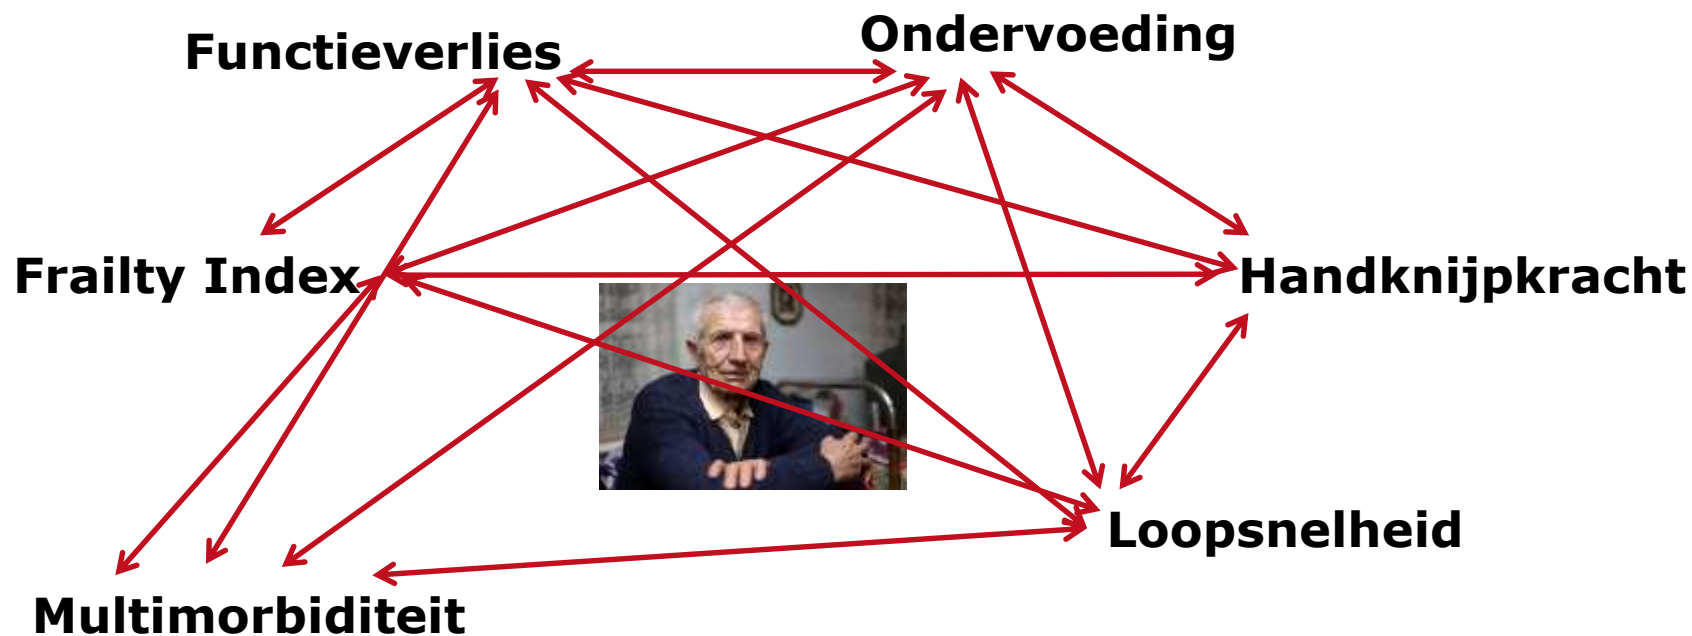 Functieverlies
Ondervoeding
Frailty Index
Handknijpkracht
Loopsnelheid
Multimorbiditeit